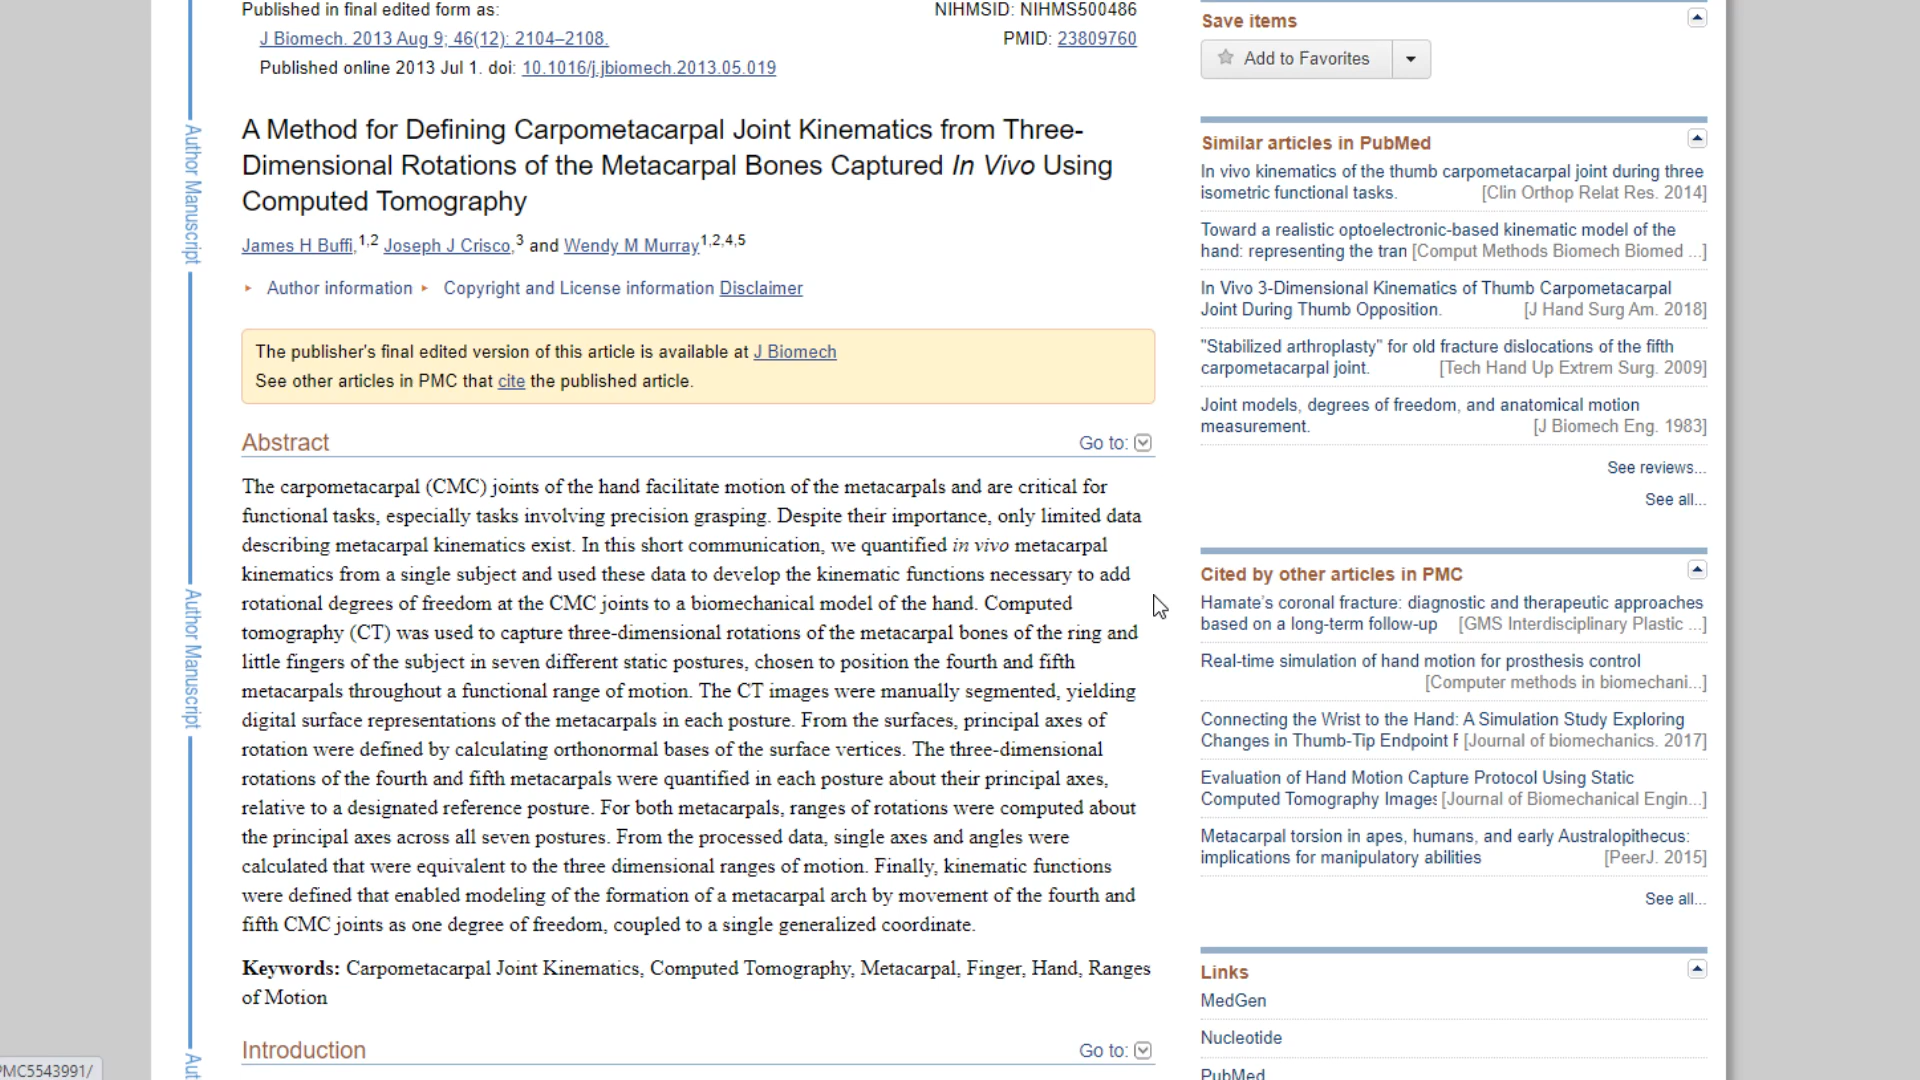 Published in final edited form as:
NIHMSID: NIHMS500486
J Biomech. 2013 Aug 9; 46(12): 2104–2108.
PMID: 23809760
Published online 2013 Jul 1. doi: 10.1016/j.jbiomech.2013.05.019
Author Manuscript
Author Manuscript
A Method for Defining Carpometacarpal Joint Kinematics from Three-
Dimensional Rotations of the Metacarpal Bones Captured In Vivo Using
Computed Tomography
James H Buffi,1,2 Joseph J Crisco,3 and Wendy M Murray1,2,4,5
Author information Copyright and License information Disclaimer
The publisher's final edited version of this article is available at J Biomech
See other articles in PMC that cite the published article.
Abstract
Go to:
The carpometacarpal (CMC) joints of the hand facilitate motion of the metacarpals and are critical for
functional tasks, especially tasks involving precision grasping. Despite their importance, only limited data
describing metacarpal kinematics exist. In this short communication, we quantified in vivo metacarpal
kinematics from a single subject and used these data to develop the kinematic functions necessary to add
rotational degrees of freedom at the CMC joints to a biomechanical model of the hand. Computed
tomography (CT) was used to capture three-dimensional rotations of the metacarpal bones of the ring and
little fingers of the subject in seven different static postures, chosen to position the fourth and fifth
metacarpals throughout a functional range of motion. The CT images were manually segmented, yielding
digital surface representations of the metacarpals in each posture. From the surfaces, principal axes of
rotation were defined by calculating orthonormal bases of the surface vertices. The three-dimensional
rotations of the fourth and fifth metacarpals were quantified in each posture about their principal axes,
relative to a designated reference posture. For both metacarpals, ranges of rotations were computed about
the principal axes across all seven postures. From the processed data, single axes and angles were
calculated that were equivalent to the three dimensional ranges of motion. Finally, kinematic functions
were defined that enabled modeling of the formation of a metacarpal arch by movement of the fourth and
fifth CMC joints as one degree of freedom, coupled to a single generalized coordinate.
Keywords: Carpometacarpal Joint Kinematics, Computed Tomography, Metacarpal, Finger, Hand, Ranges
of Motion
Introduction
Go to:
Aut
PMC5543991/
Save items
Add to Favorites
Similar articles in PubMed
In vivo kinematics of the thumb carpometacarpal joint during three
isometric functional tasks. [Clin Orthop Relat Res. 2014]
Toward a realistic optoelectronic-based kinematic model of the
hand: representing the tran [Comput Methods Biomech Biomed ...]
In Vivo 3-Dimensional Kinematics of Thumb Carpometacarpal
Joint During Thumb Opposition. [J Hand Surg Am. 2018]
"Stabilized arthroplasty" for old fracture dislocations of the fifth
carpometacarpal joint. [Tech Hand Up Extrem Surg. 2009]
Joint models, degrees of freedom, and anatomical motion
measurement. [J Biomech Eng. 1983]
See reviews...
See all...
Cited by other articles in PMC
Hamate's coronal fracture: diagnostic and therapeutic approaches
based on a long-term follow-up [GMS Interdisciplinary Plastic ...]
Real-time simulation of hand motion for prosthesis control
[Computer methods in biomechani...]
Connecting the Wrist to the Hand: A Simulation Study Exploring
Changes in Thumb-Tip Endpoint F [Journal of biomechanics. 2017]
Evaluation of Hand Motion Capture Protocol Using Static
Computed Tomography Images [Journal of Biomechanical Engin...]
Metacarpal torsion in apes, humans, and early Australopithecus:
implications for manipulatory abilities [PeerJ. 2015]
See all...
Links
MedGen
Nucleotide
PubMed